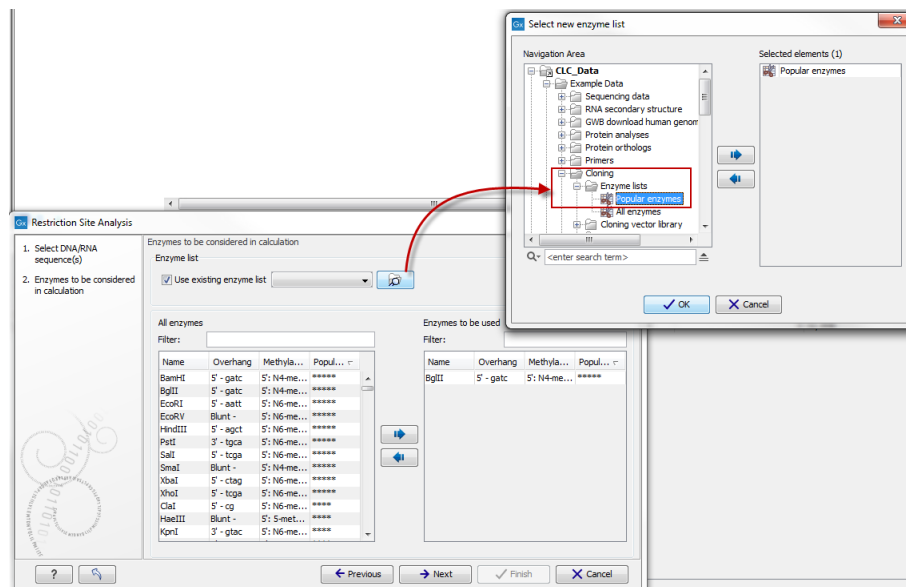 Select new enzyme list
Navigation Area
CLC_Data
Example Data
Sequencing data
RNA secondary structure
GWB download human genom
Protein analyses
Protein orthologs
Primers
Cloning
Enzyme lists
Popular enzymes
All enzymes
Cloning vector library
<enter search term>
Selected elements (1)
Popular enzymes
OK
Cancel
Restriction Site Analysis
1. Select DNA/RNA
sequence(s)
2. Enzymes to be considered
in calculation
Enzymes to be considered in calculation
Enzyme list
Use existing enzyme list
All enzymes
Filter:
Name Overhang Methyla... Popul...
BamHI 5' - gatc 5': N4-me... *****
BglII 5' - gatc 5': N4-me... *****
EcoRI 5' - aatt 5': N6-me... *****
EcoRV Blunt - 5': N6-me... *****
HindIII 5' - agct 5': N6-me... *****
PstI 3' - tgca 5': N6-me... *****
SalI 5' - tcga 5': N6-me... *****
SmaI Blunt - 5': N4-me... *****
XbaI 5' - ctag 5': N6-me... *****
XhoI 5' - tcga 5': N6-me... *****
ClaI 5' - cg 5': N6-me... ****
HaeIII Blunt - 5': 5-met... ****
KpnI 3' - gtac 5': N6-me... ****
Enzymes to be used
Filter:
Name Overhang Methyla... Popul...
BglII 5' - gatc 5': N4-me... *****
? Previous Next Finish Cancel